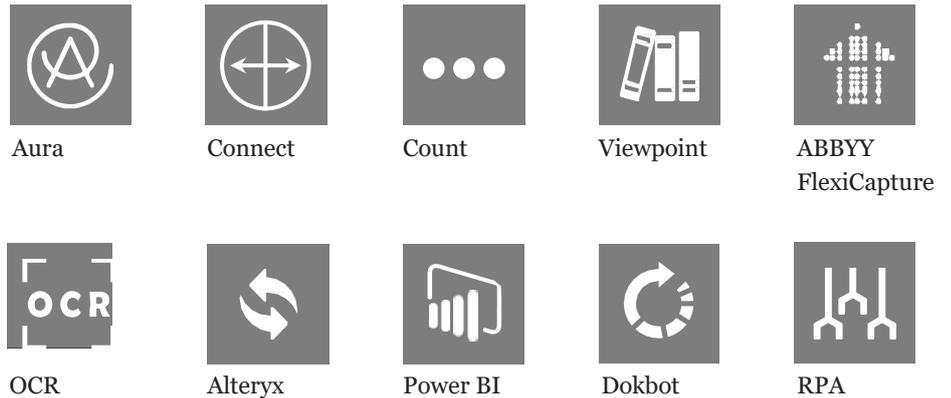 Aura
Connect
Count
Viewpoint
ABBYY
FlexiCapture
OCR
OCR
Alteryx
Power BI
Dokbot
RPA